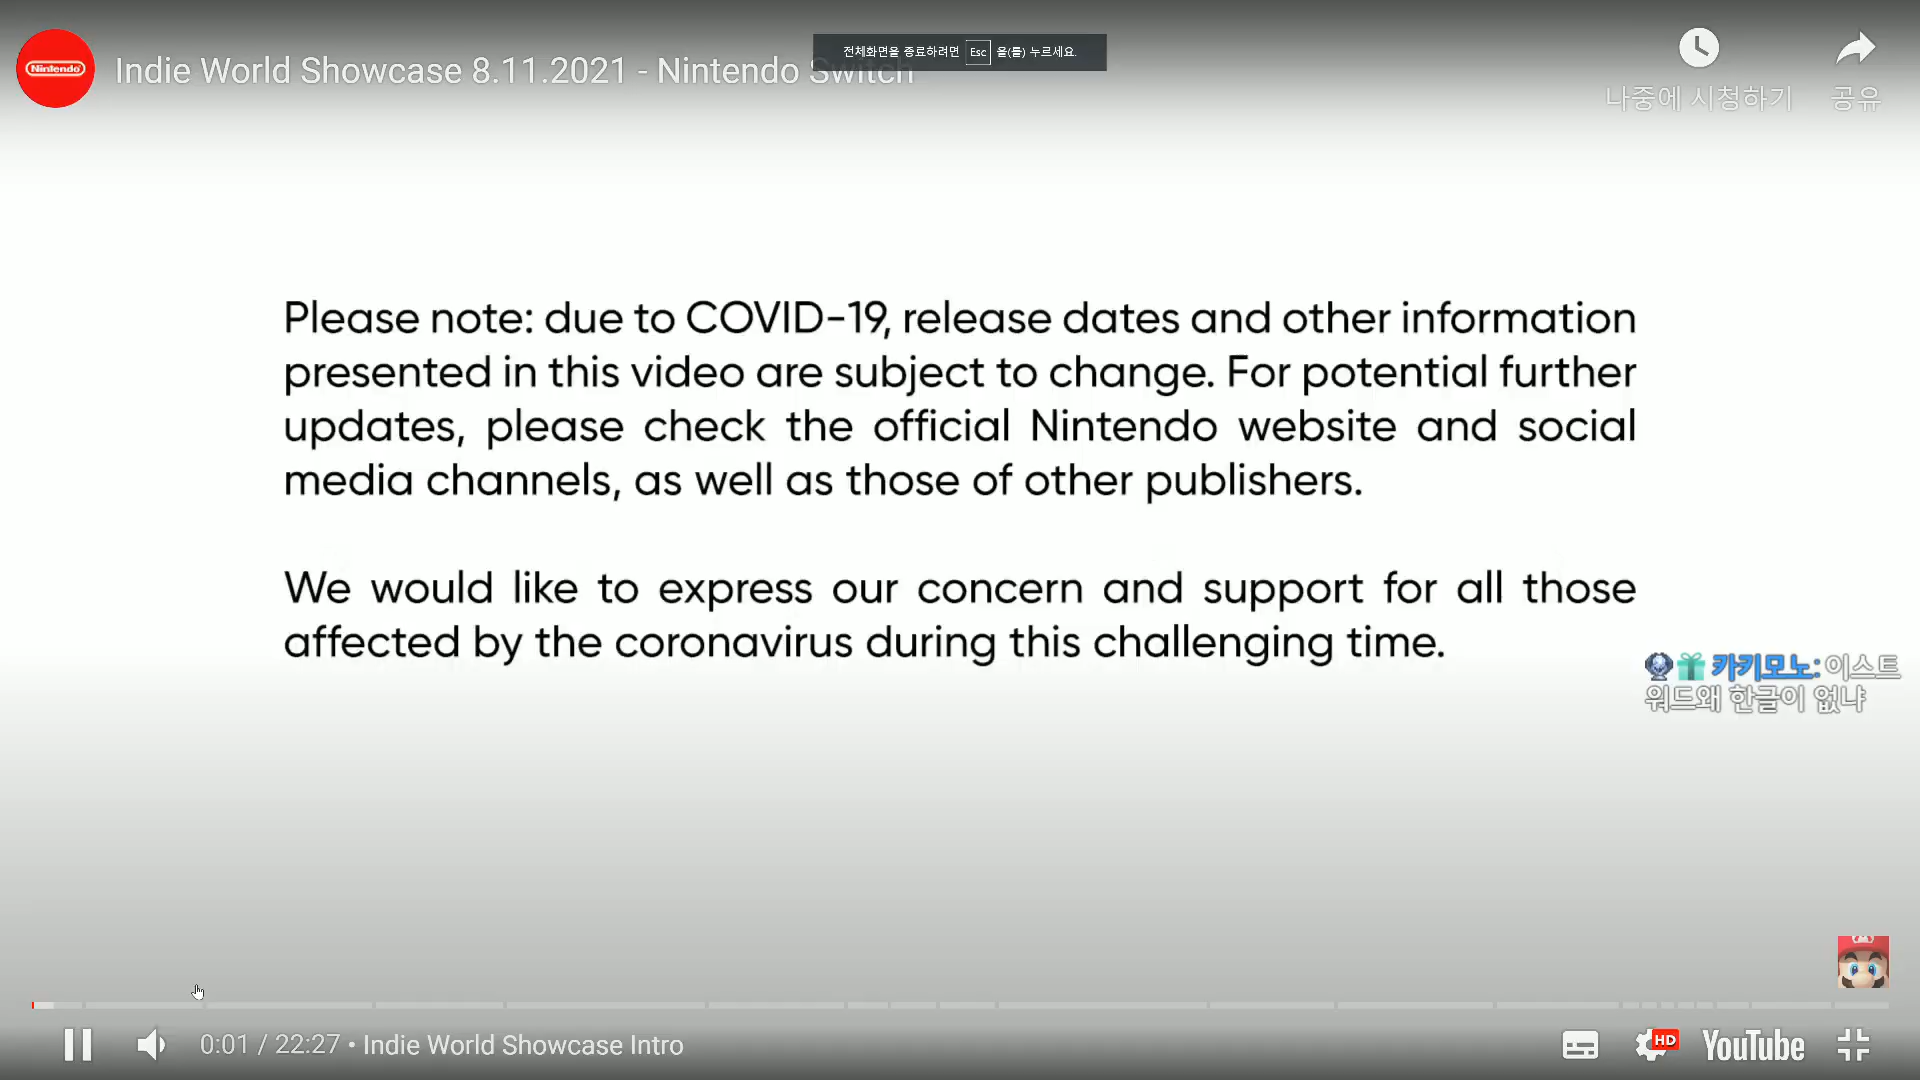 Nintendo
Indie World Showcase 8.11.2021 - Nintendo Switch
전체화면을 종료하려면 Esc 을(를) 누르세요.
나중에 시청하기
공유
Please note: due to COVID-19, release dates and other information
presented in this video are subject to change. For potential further
updates, please check the official Nintendo website and social
media channels, as well as those of other publishers.
We would like to express our concern and support for all those
affected by the coronavirus during this challenging time.
카키모노: 이스트
워드왜 한글이 없냐
0:01 / 22:27 • Indie World Showcase Intro
HD
YouTube